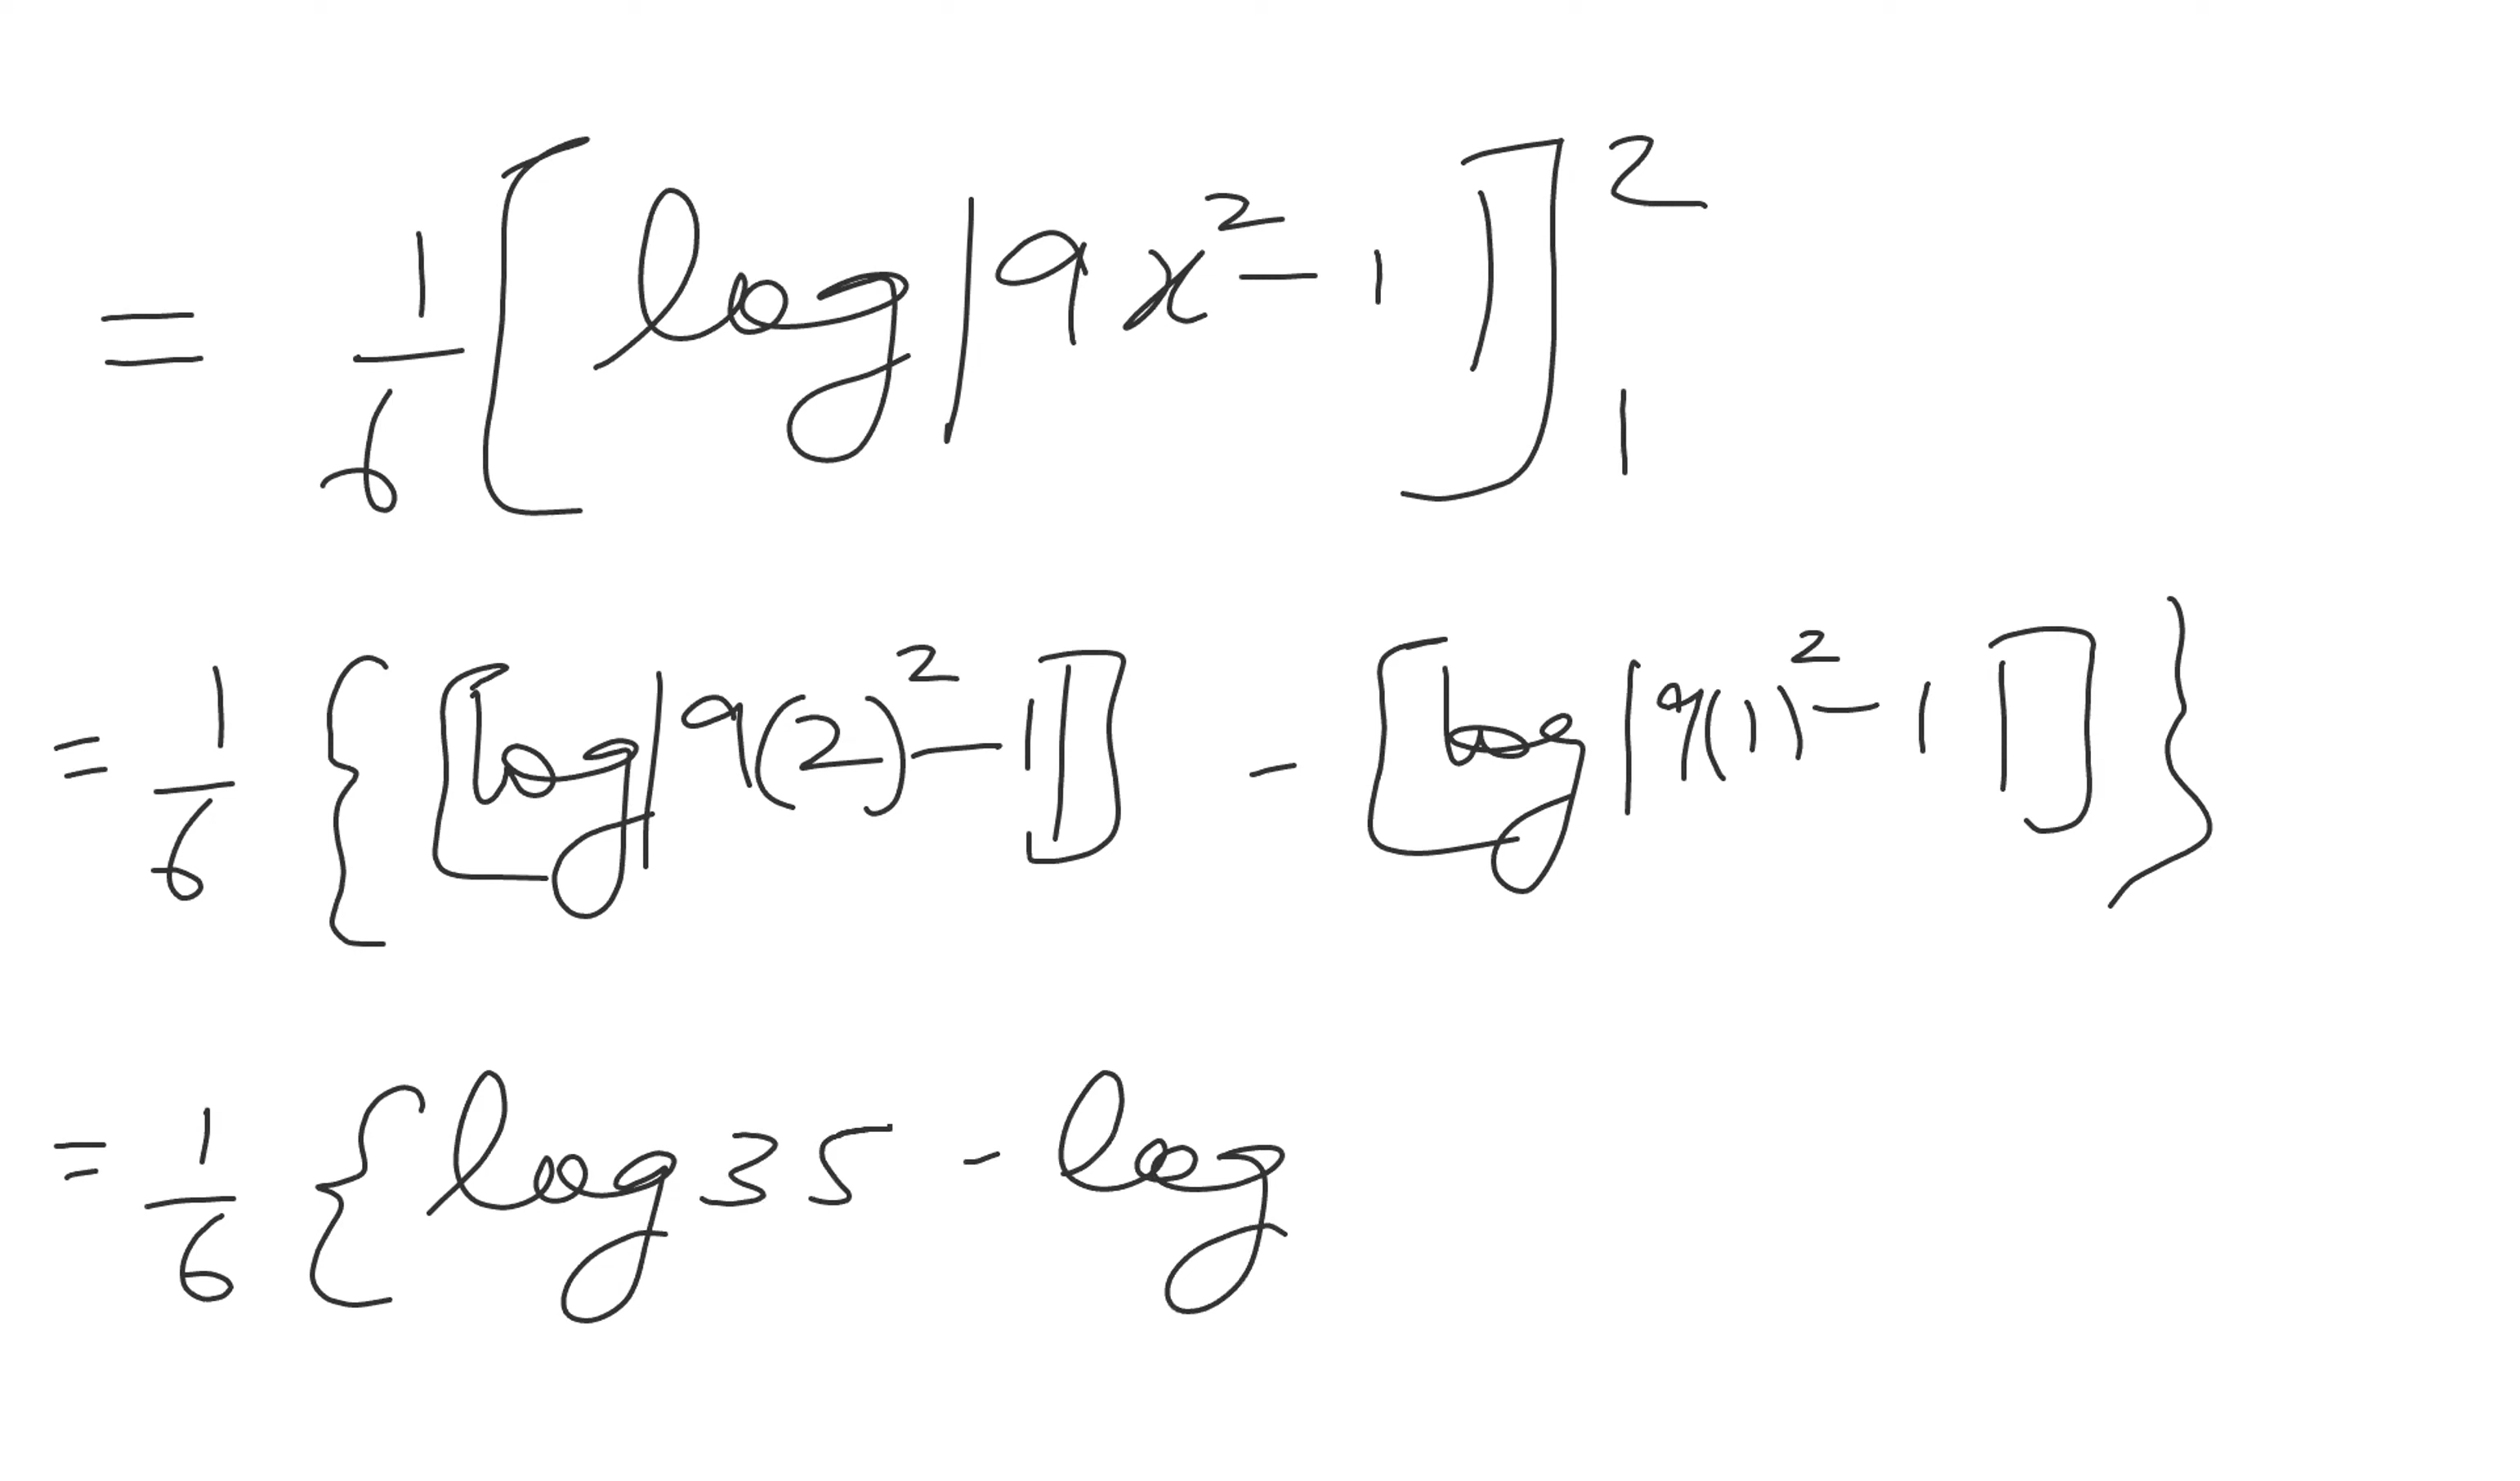 = 1/6 [log|9x² - 1|]²₁
= 1/6 {[log|9(2)² - 1|] - [log|9(1)² - 1|]}
= 1/6 {log 35 - log